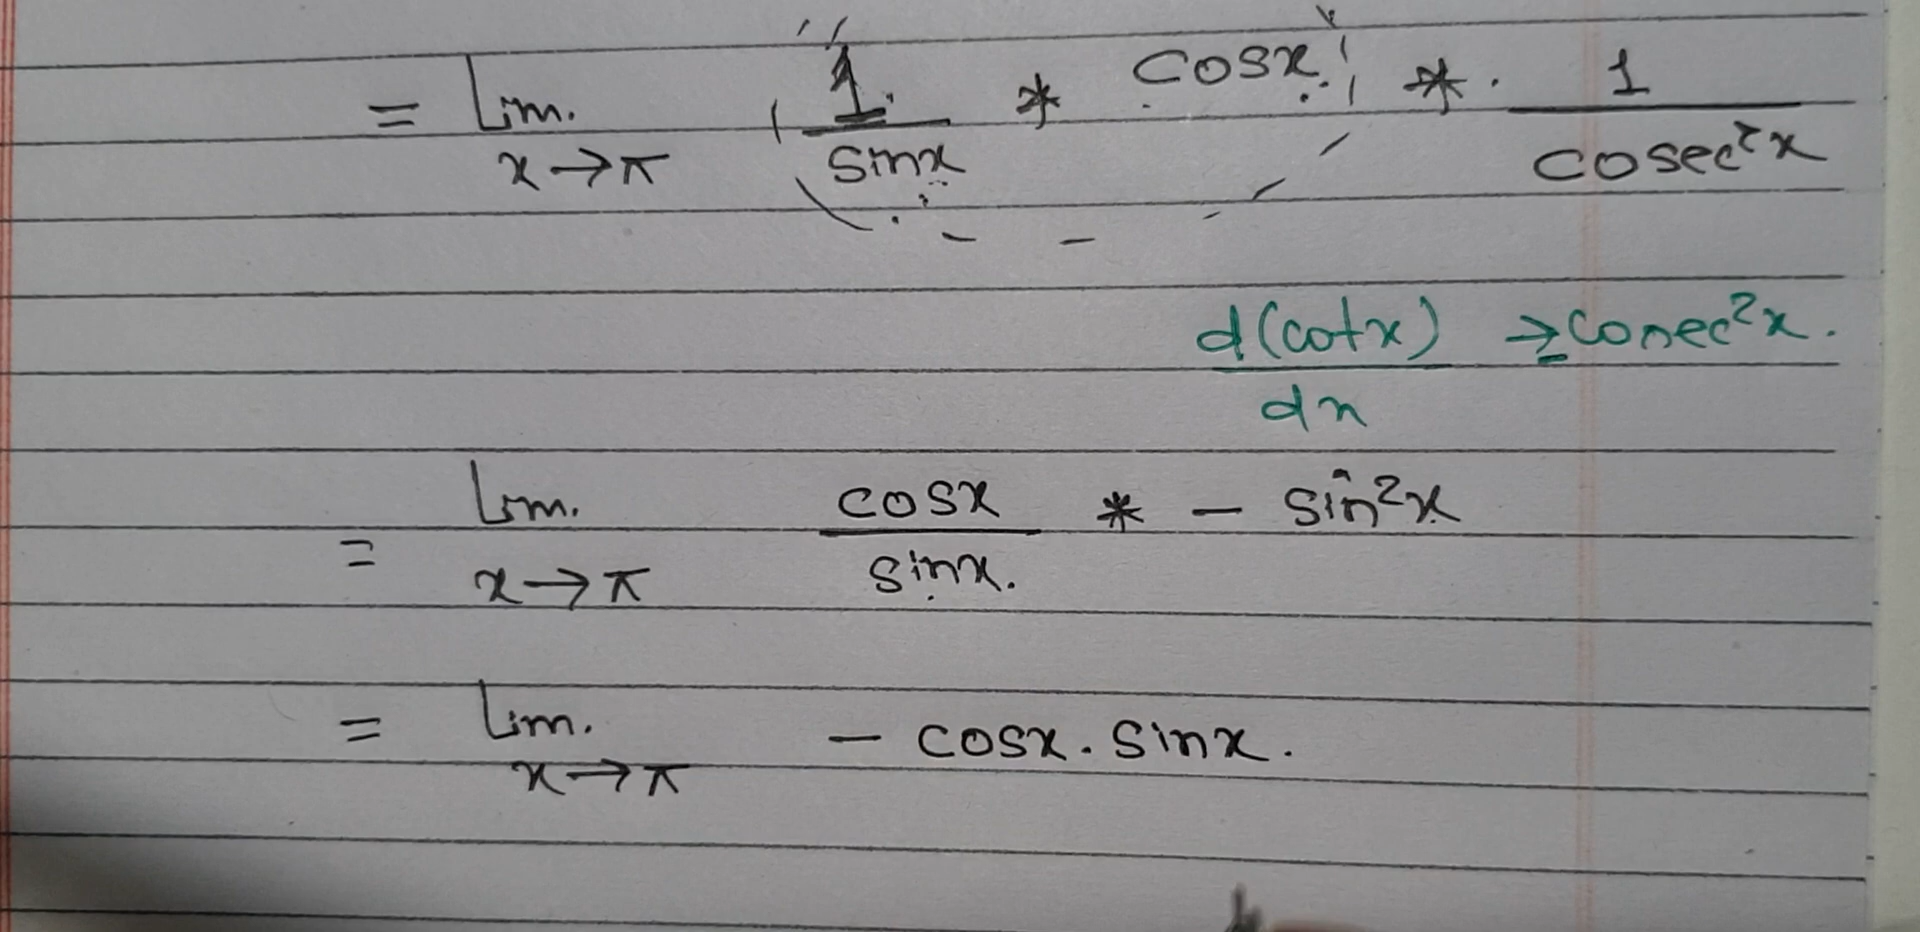 = Lim. 1 * cosx * . 1
x→π sinx cosec²x
d(cotx) → cosec²x.
dx
Lim. cosx * - sin²x
=
x→π sinx.
= Lim. - cosx. sinx.
x→π